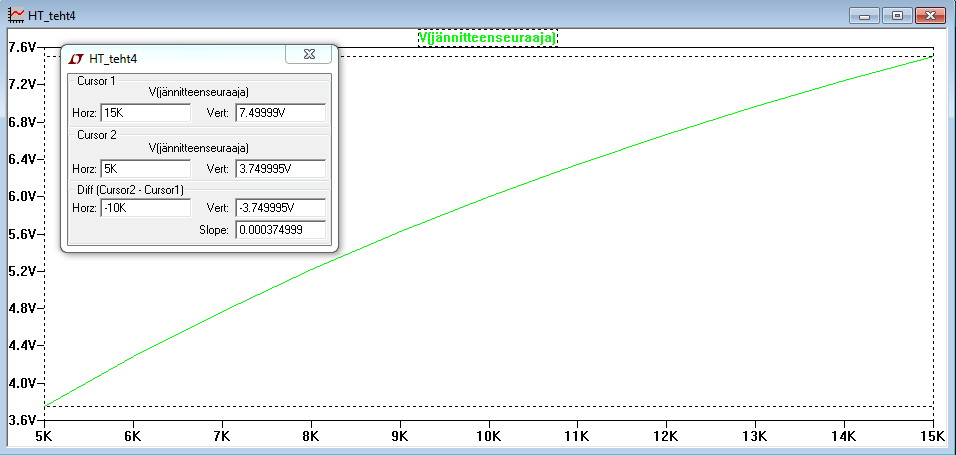 HT_teht4
V(jännitteenseuraaja)
7.6V
7.2V
6.8V
6.4V
6.0V
5.6V
5.2V
4.8V
4.4V
4.0V
3.6V
5K 6K 7K 8K 9K 10K 11K 12K 13K 14K 15K
HT_teht4
Cursor 1
V(jännitteenseuraaja)
Horz: 15K Vert: 7.49999V
Cursor 2
V(jännitteenseuraaja)
Horz: 5K Vert: 3.749995V
Diff (Cursor2 - Cursor1)
Horz: -10K Vert: -3.749995V
Slope: 0.000374999